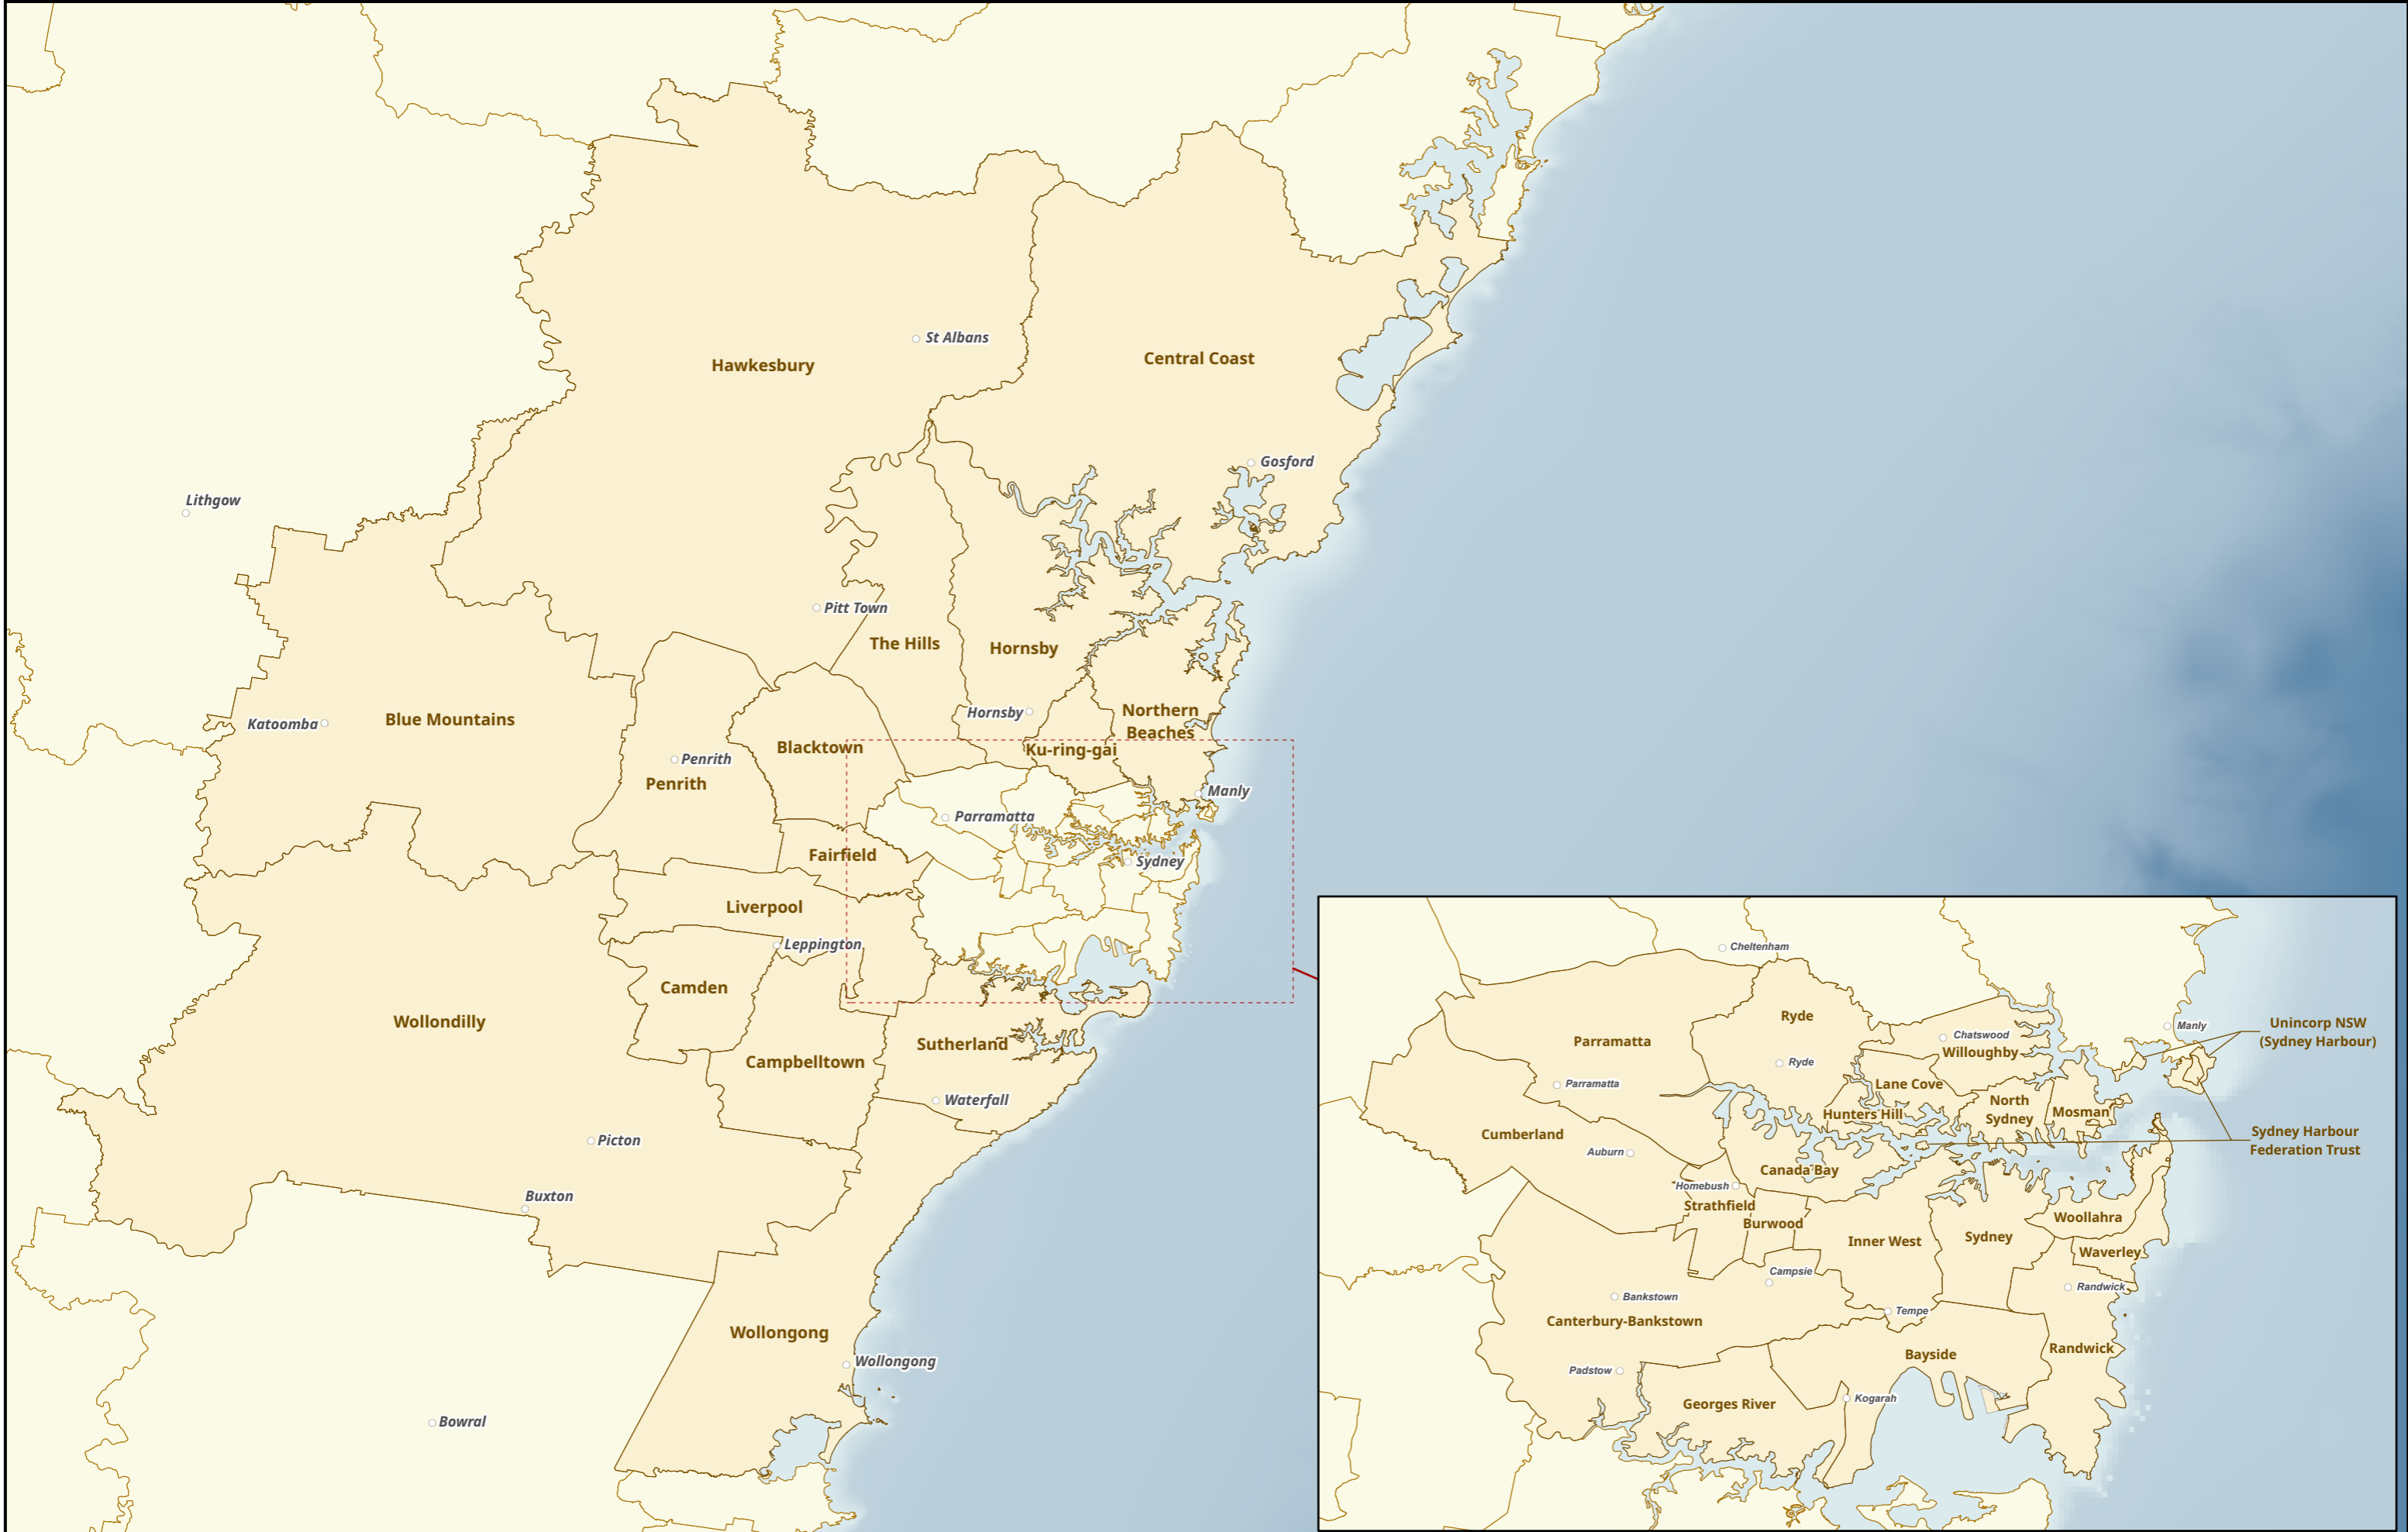 St Albans
Hawkesbury
Central Coast
Gosford
Lithgow
Pitt Town
The Hills
Hornsby
Katoomba
Blue Mountains
Hornsby
Northern
Beaches
Blacktown
Ku-ring-gai
Penrith
Penrith
Manly
Parramatta
Fairfield
Sydney
Liverpool
Leppington
Camden
Wollondilly
Sutherland
Campbelltown
Waterfall
Picton
Buxton
Wollongong
Wollongong
Bowral
Cheltenham
Ryde
Manly
Unincorp NSW
(Sydney Harbour)
Parramatta
Chatswood
Willoughby
Ryde
Parramatta
Lane Cove
North
Sydney
Hunters Hill
Mosman
Cumberland
Sydney Harbour
Federation Trust
Auburn
Canada Bay
Homebush
Strathfield
Burwood
Woollahra
Inner West
Sydney
Waverley
Campsie
Randwick
Bankstown
Tempe
Canterbury-Bankstown
Randwick
Bayside
Padstow
Kogarah
Georges River